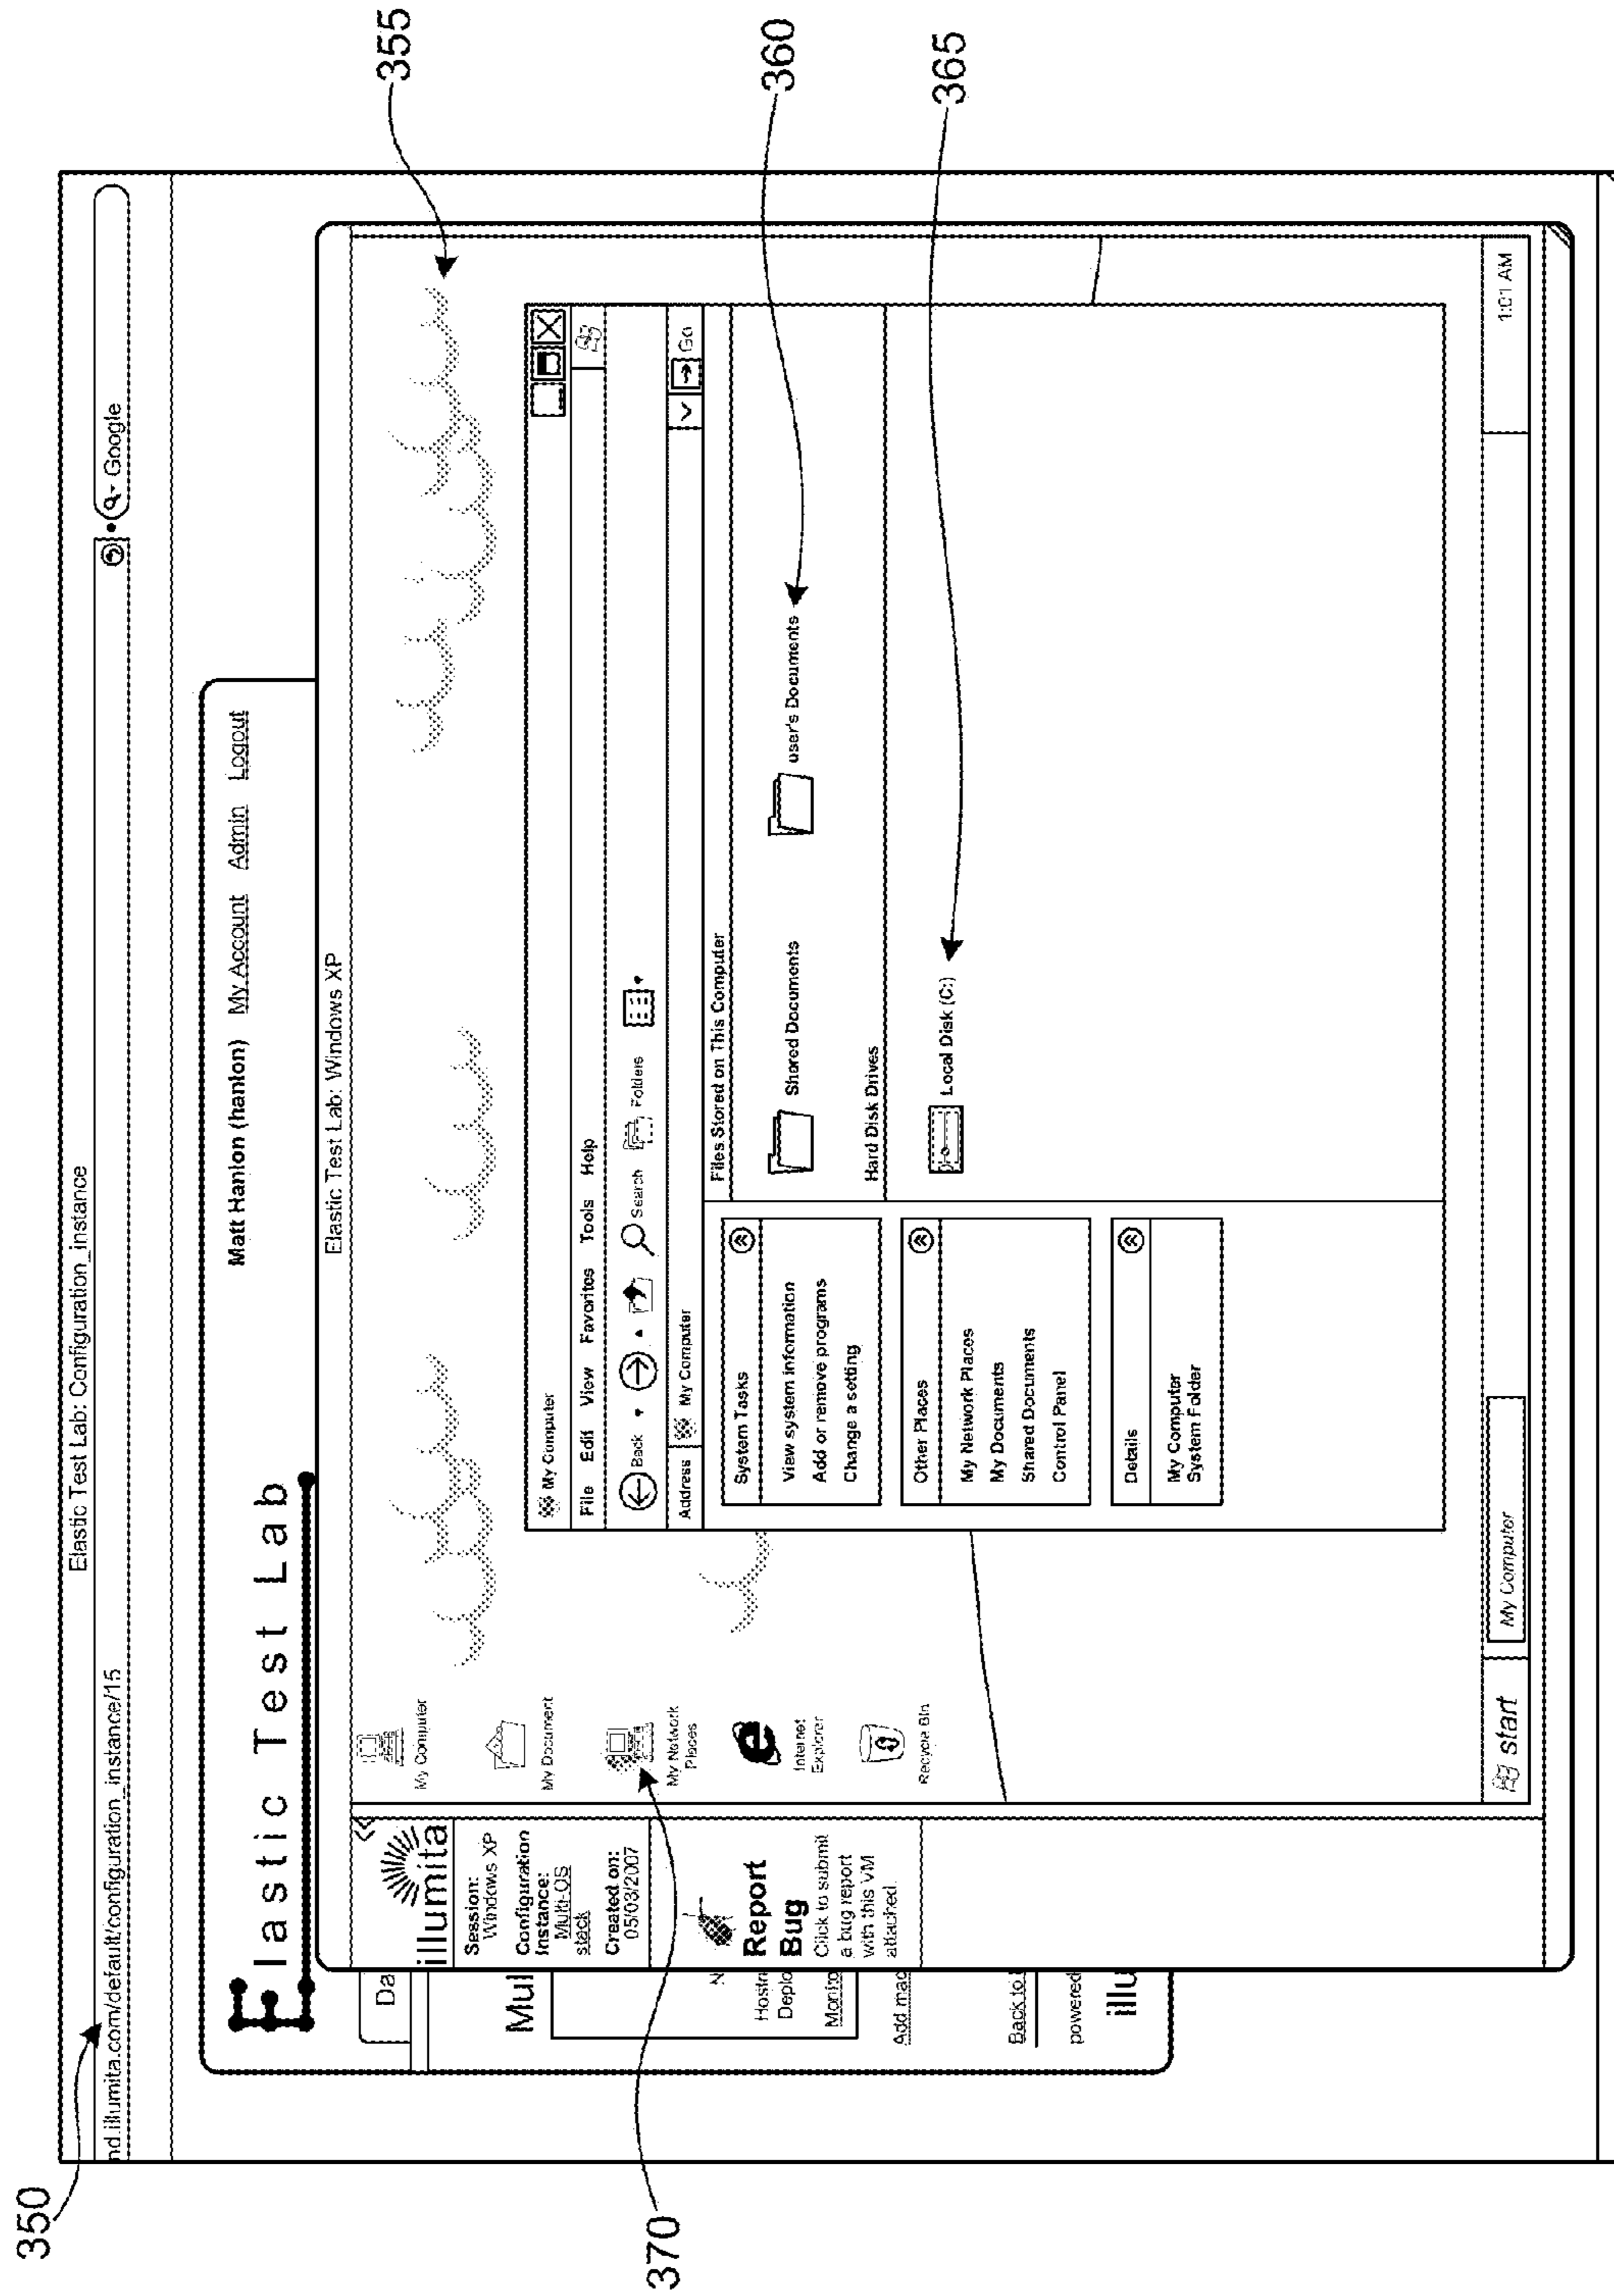 Elastic Test Lab: Configuration_instance
nd.illumita.com/default/configuration_instance/15
Google
350
Elastic Test Lab
Matt Hanlon (hanlon) My Account Admin Logout
Da
Elastic Test Lab: Windows XP
355
illumita
Session:
Windows XP
Configuration
Instance:
Multi-OS
stack
Created on:
05/03/2007
Report
Bug
Click to submit
a bug report
with this VM
attached.
Mul
N
Hostn
Deplo
Monito
Add mac
Back to
powered
illu
My Computer
My Document
My Network
Places
Internet
Explorer
Recycle Bin
370
My Computer
File Edit View Favorites Tools Help
Back Search Folders
Address My Computer Go
System Tasks
View system information
Add or remove programs
Change a setting
Other Places
My Network Places
My Documents
Shared Documents
Control Panel
Details
My Computer
System Folder
Files Stored on This Computer
Shared Documents user's Documents
360
Hard Disk Drives
Local Disk (C:)
365
start My Computer 1:01 AM